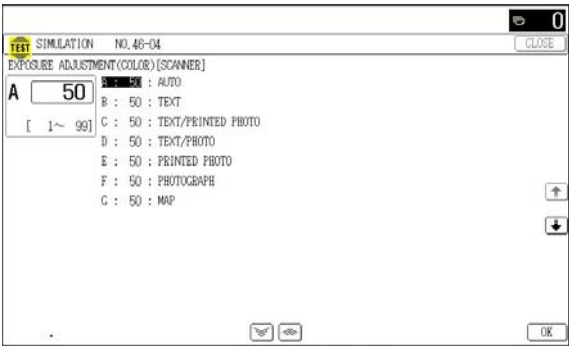 0
TEST SIMULATION NO.46-04 CLOSE
EXPOSURE ADJUSTMENT(COLOR)[SCANNER]
A 50
[ 1~ 99]
A : 50 : AUTO
B : 50 : TEXT
C : 50 : TEXT/PRINTED PHOTO
D : 50 : TEXT/PHOTO
E : 50 : PRINTED PHOTO
F : 50 : PHOTOGRAPH
G : 50 : MAP
OK